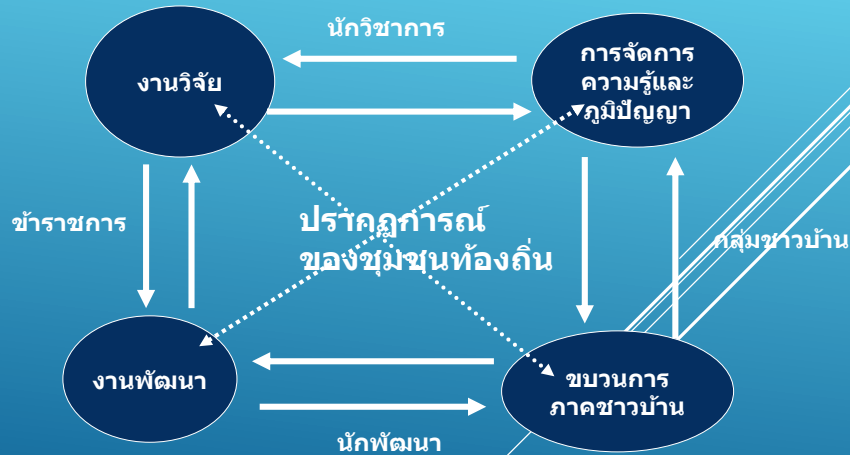 นักวิชาการ
งานวิจัย
การจัดการ
ความรู้และ
ภูมิปัญญา
ข้าราชการ
ปรากฏการณ์
ของชุมชนท้องถิ่น
กลุ่มชาวบ้าน
งานพัฒนา
ขบวนการ
ภาคชาวบ้าน
นักพัฒนา